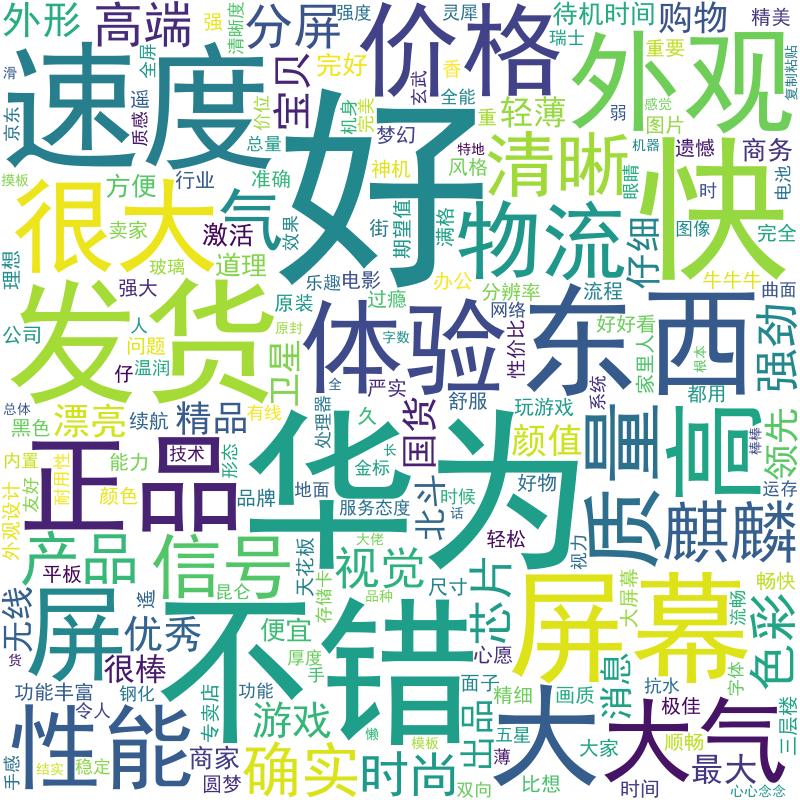 外形
高端
强
清晰度
分屏
强度
灵犀
价格
待机时间
瑞士
购物
精美
滑
京东
速度
全屏
质感
宝贝
完好
价位
总量
机身
完美
香
玄武
全能
好
梦幻
重
轻薄
特地
清晰
外观
重要
弱
感觉
图片
机器
遗憾
眼睛
复制粘贴
商务
电池
摸板
很大
方便
行业
准确
神机
风格
快
卖家
气
激活
效果
街
期望值
满格
物流
仔细
图像
完全
理想
玻璃
道理
强大
乐趣
电影
办公
分辨率
流程
牛牛牛
曲面
发货
原装
过瘾
网络
性价比
东西
好好看
家里人
强劲
公司
人
问题
仔
温润
卫星
原封
体验
字数
严实
舒服
玩游戏
系统
根本
都用
总体
黑色
漂亮
续航
精品
有线
全
处理器
久
国货
颜值
质量
高
棒棒
领先
正品
技术
能力
形态
华为
金标
长
内置
友好
耐用性
颜色
品牌
地面
服务态度
北斗
时候
话
好物
麒麟
运存
外观设计
产品
平板
信号
昆仑
天花板
大佬
视觉
轻松
视力
存储卡
品种
尺寸
芯片
屏幕
大屏幕
流畅
畅快
无线
屏
遥
优秀
不错
便宜
厚度
手
心愿
色彩
字体
货
很棒
功能丰富
钢化
功能
专卖店
面子
精细
画质
消息
抗水
令人
性能
游戏
出品
大
极佳
大气
三层楼
手感
结实
稳定
商家
圆梦
确实
懒
模板
时尚
薄
五星
双向
大家
比想
顺畅
时间
最大
心心念念